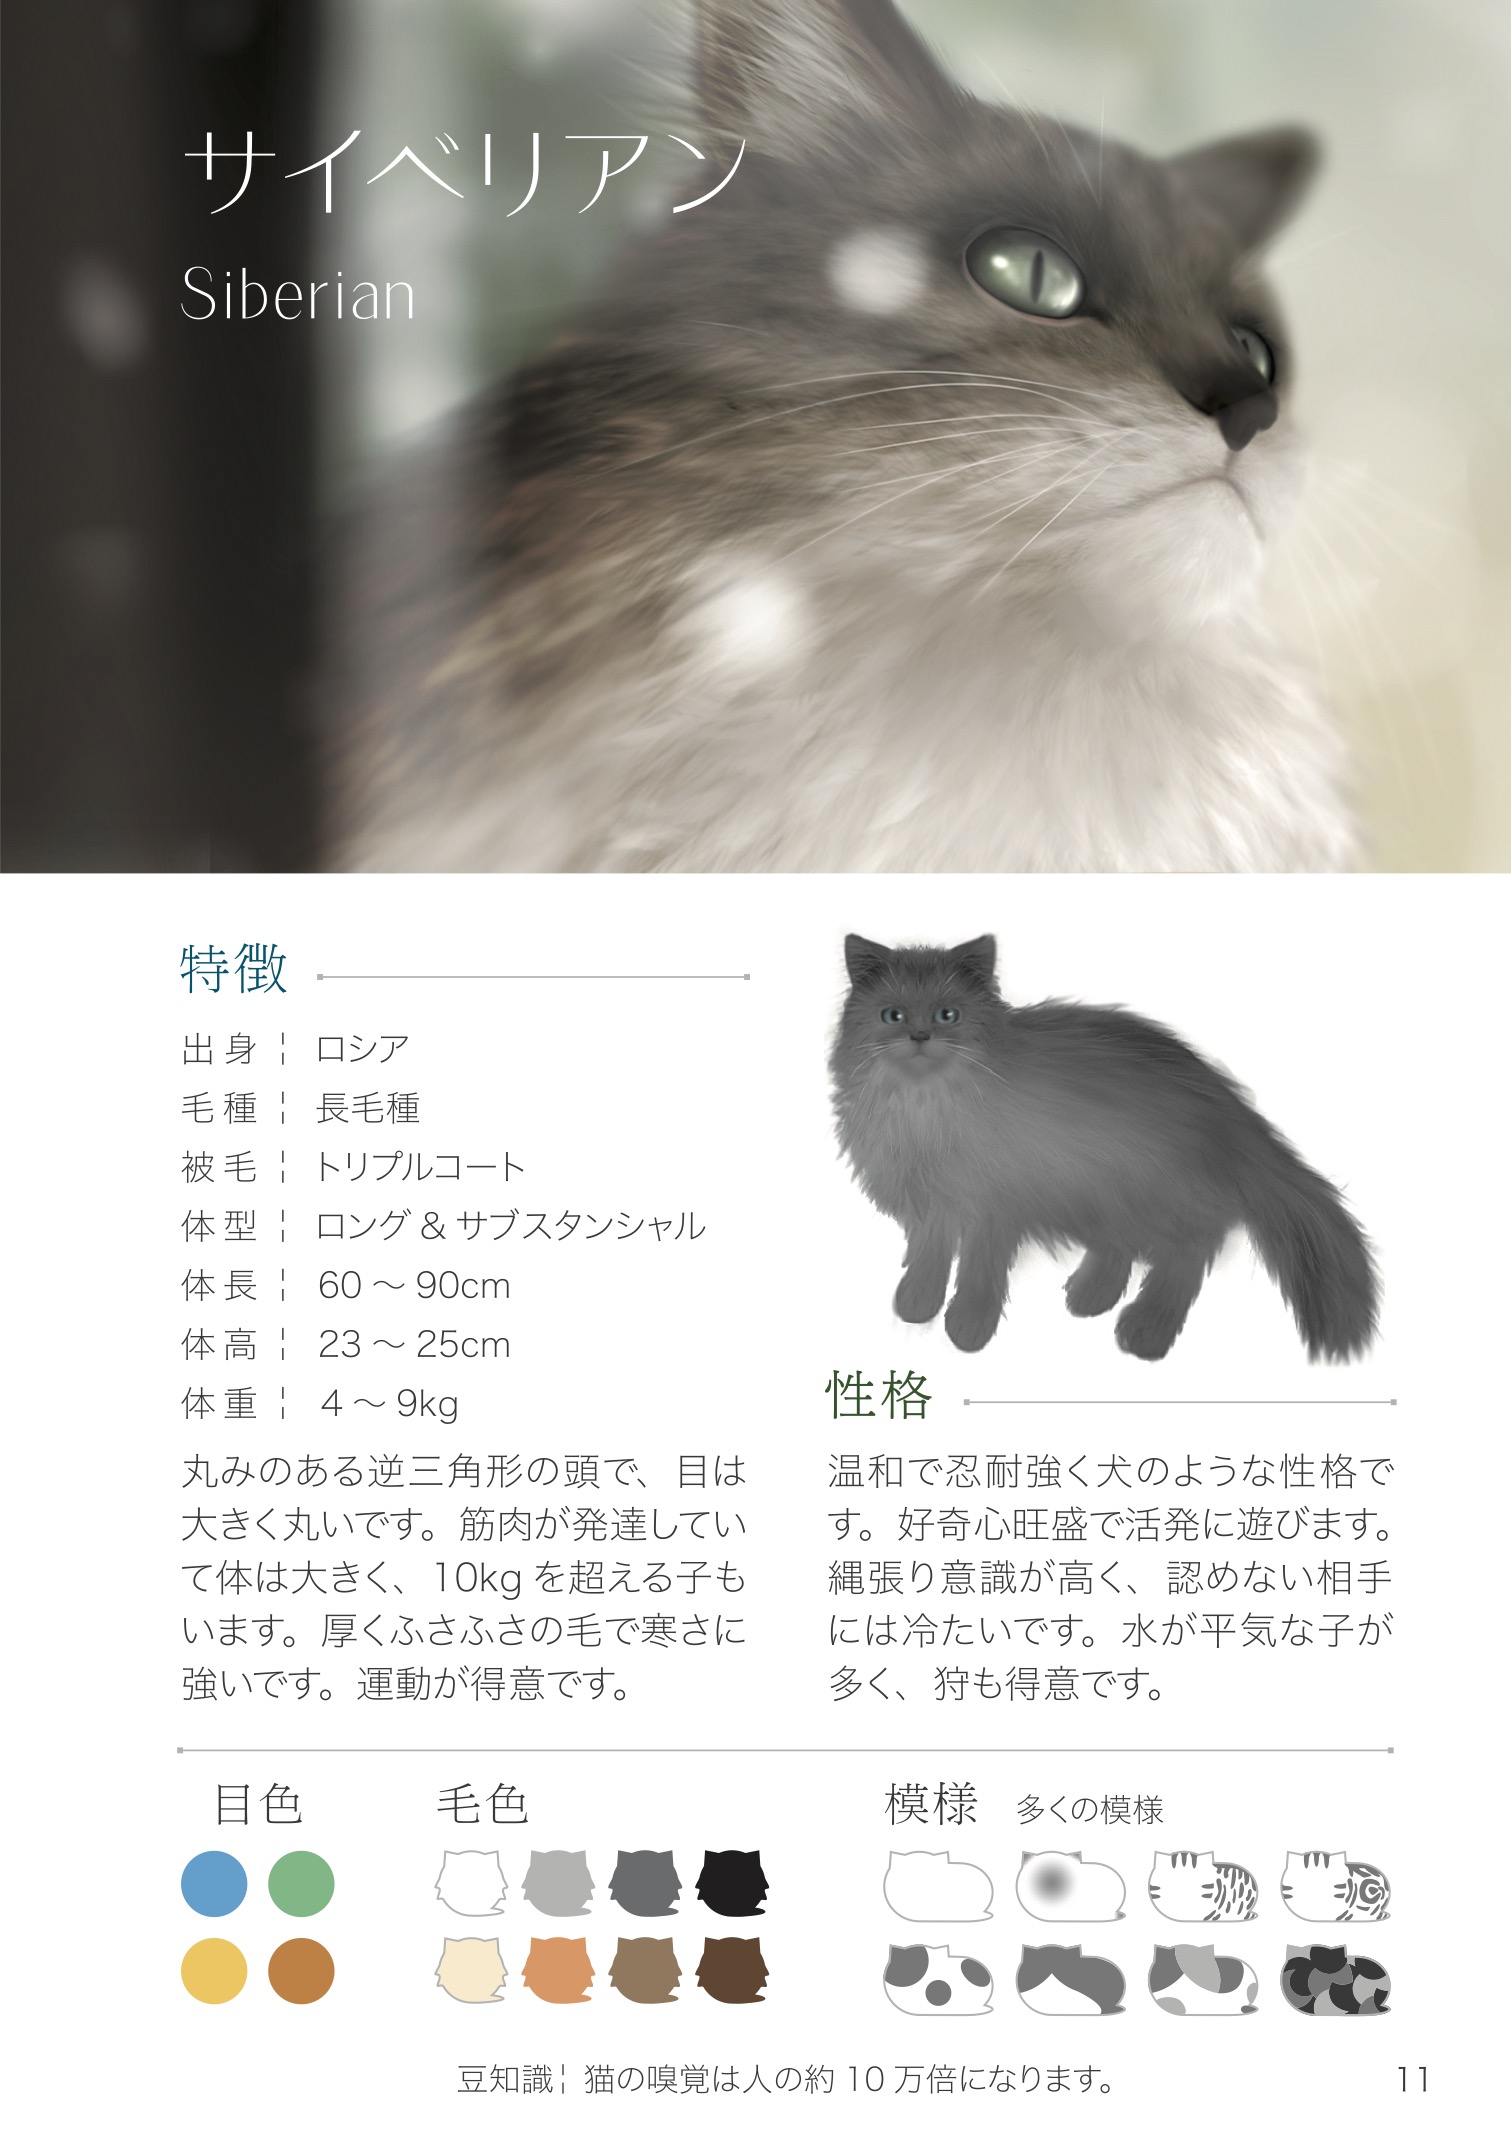 サイベリアン
Siberian
特徴
出身 ¦ ロシア
毛種 ¦ 長毛種
被毛 ¦ トリプルコート
体型 ¦ ロング & サブスタンシャル
体長 ¦ 60 〜 90cm
体高 ¦ 23 〜 25cm
体重 ¦ 4 〜 9kg
丸みのある逆三角形の頭で、目は
大きく丸いです。筋肉が発達してい
て体は大きく、10kg を超える子も
います。厚くふさふさの毛で寒さに
強いです。運動が得意です。
性格
温和で忍耐強く犬のような性格で
す。好奇心旺盛で活発に遊びます。
縄張り意識が高く、認めない相手
には冷たいです。水が平気な子が
多く、狩も得意です。
目色
毛色
模様 多くの模様
豆知識¦ 猫の嗅覚は人の約 10 万倍になります。
11